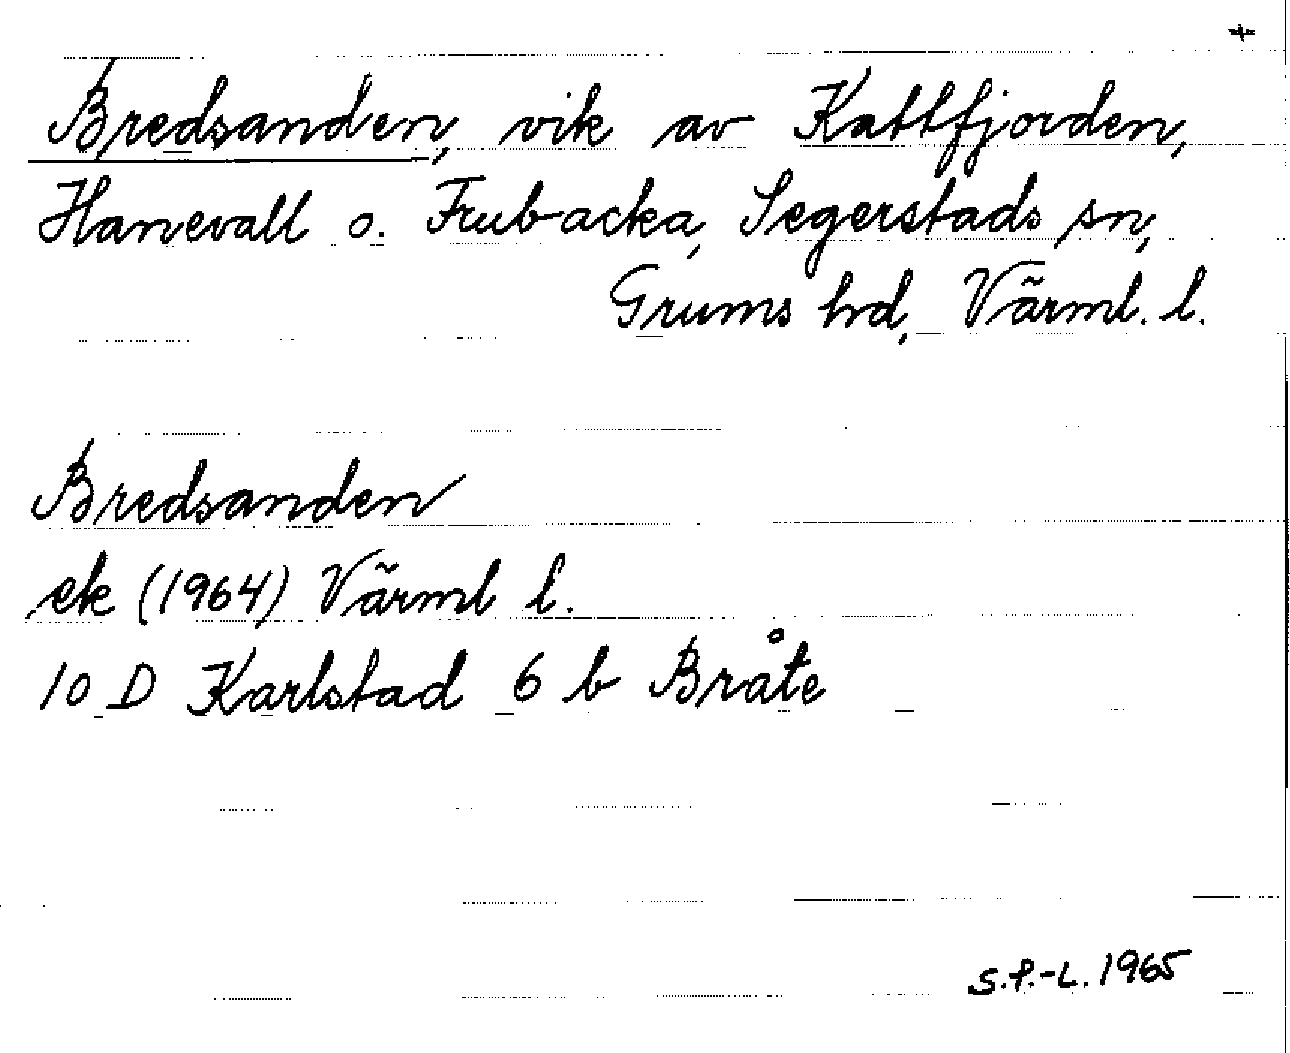 +
Bredsanden, vik av Kattfjorden,
Hanevall o. Frubacka, Segerstads sn,
Grums hd, Värml. l.
Bredsanden
ek (1964) Värml l.
10 D Karlstad 6 b Bråte
S.P.-L. 1965